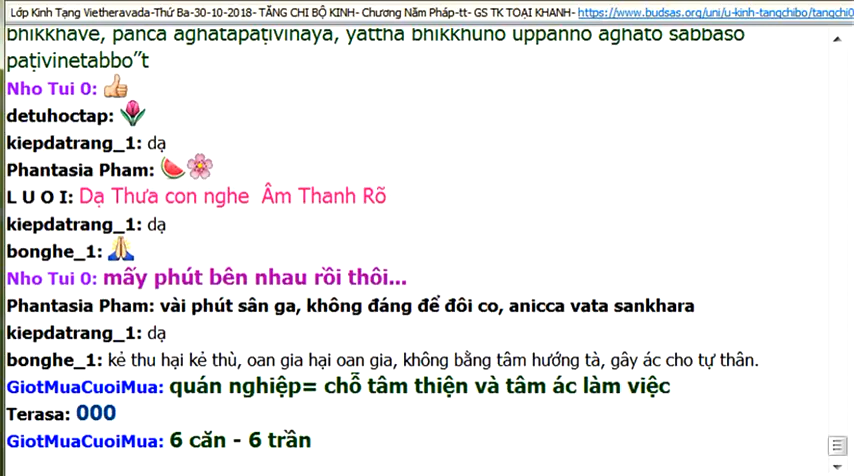 Lớp Kinh Tạng Vietheravada-Thứ Ba-30-10-2018- TĂNG CHI BỘ KINH- Chương Năm Pháp-tt- GS TK TOẠI KHANH- https://www.budsas.org/uni/u-kinh-tangchibo/tangchi0
bhikkhave, pañca āghātapaṭivinayā, yattha bhikkhuno uppanno āghāto sabbaso
paṭivinetabbo”t
Nho Tui 0:
detuhoctap:
kiepdatrang_1: dạ
Phantasia Pham:
L U O I: Dạ Thưa con nghe Âm Thanh Rõ
kiepdatrang_1: dạ
bonghe_1:
Nho Tui 0: mấy phút bên nhau rồi thôi...
Phantasia Pham: vài phút sân ga, không đáng để đôi co, anicca vata sankhara
kiepdatrang_1: dạ
bonghe_1: kẻ thu hại kẻ thù, oan gia hại oan gia, không bằng tâm hướng tà, gây ác cho tự thân.
GiotMuaCuoiMua: quán nghiệp= chỗ tâm thiện và tâm ác làm việc
Terasa: 000
GiotMuaCuoiMua: 6 căn - 6 trần